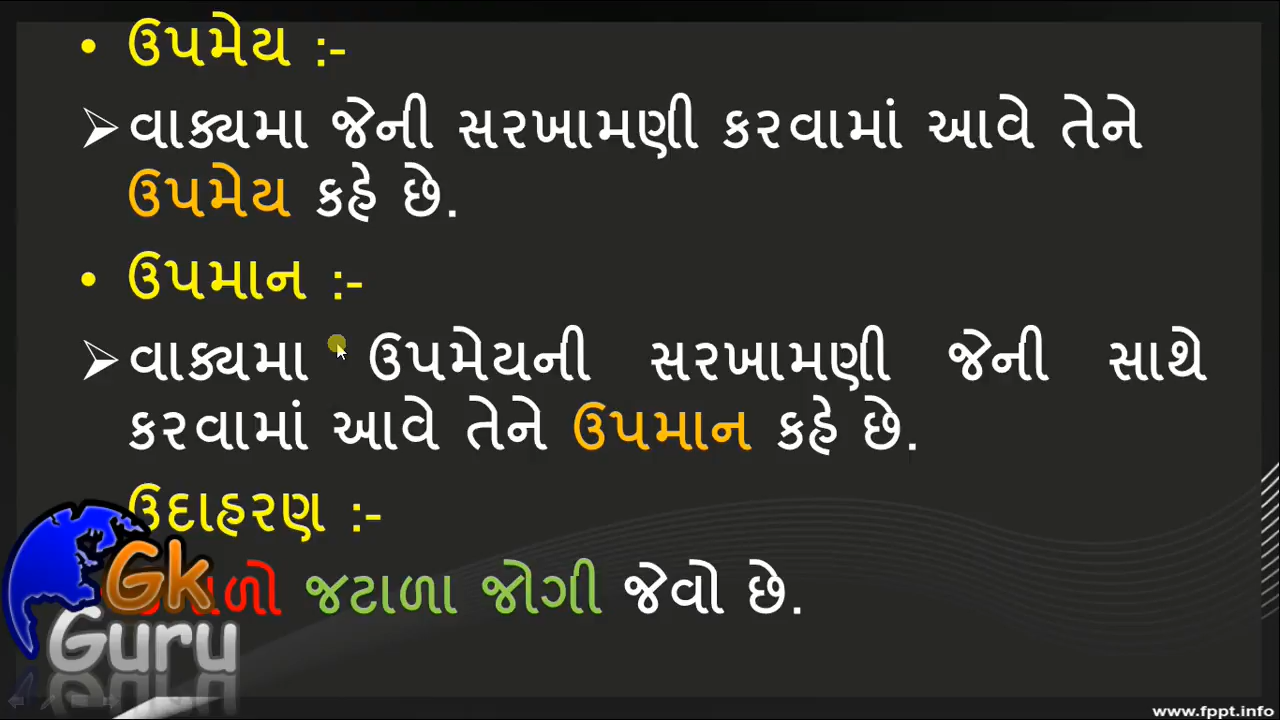 • ઉપમેય :-
➢ વાક્યમા જેની સરખામણી કરવામાં આવે તેને
ઉપમેય કહે છે.
• ઉપમાન :-
➢ વાક્યમા ઉપમેયની સરખામણી જેની સાથે
કરવામાં આવે તેને ઉપમાન કહે છે.
ઉદાહરણ :-
જટાળા જોગી જેવો છે.
Gk
Guru
www.fppt.info